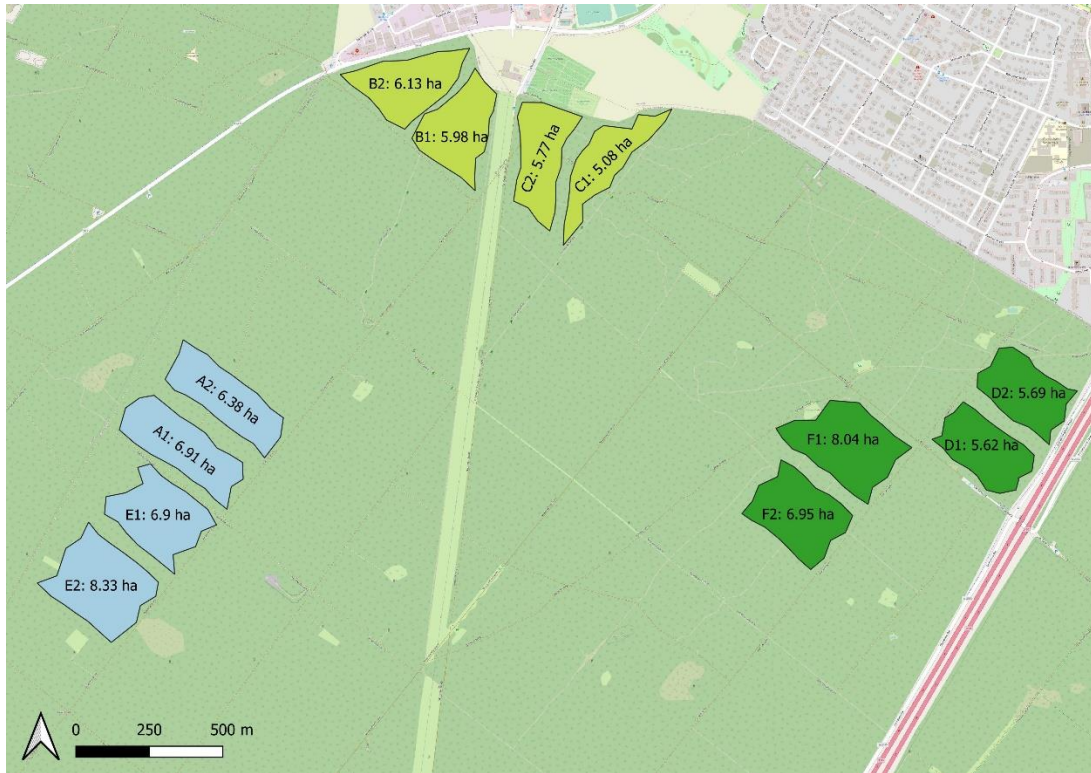 B2: 6.13 ha
B1: 5.98 ha
C2: 5.77 ha
C1: 5.08 ha
A2: 6.38 ha
A1: 6.91 ha
E1: 6.9 ha
E2: 8.33 ha
F1: 8.04 ha
F2: 6.95 ha
D2: 5.69 ha
D1: 5.62 ha
0 250 500 m